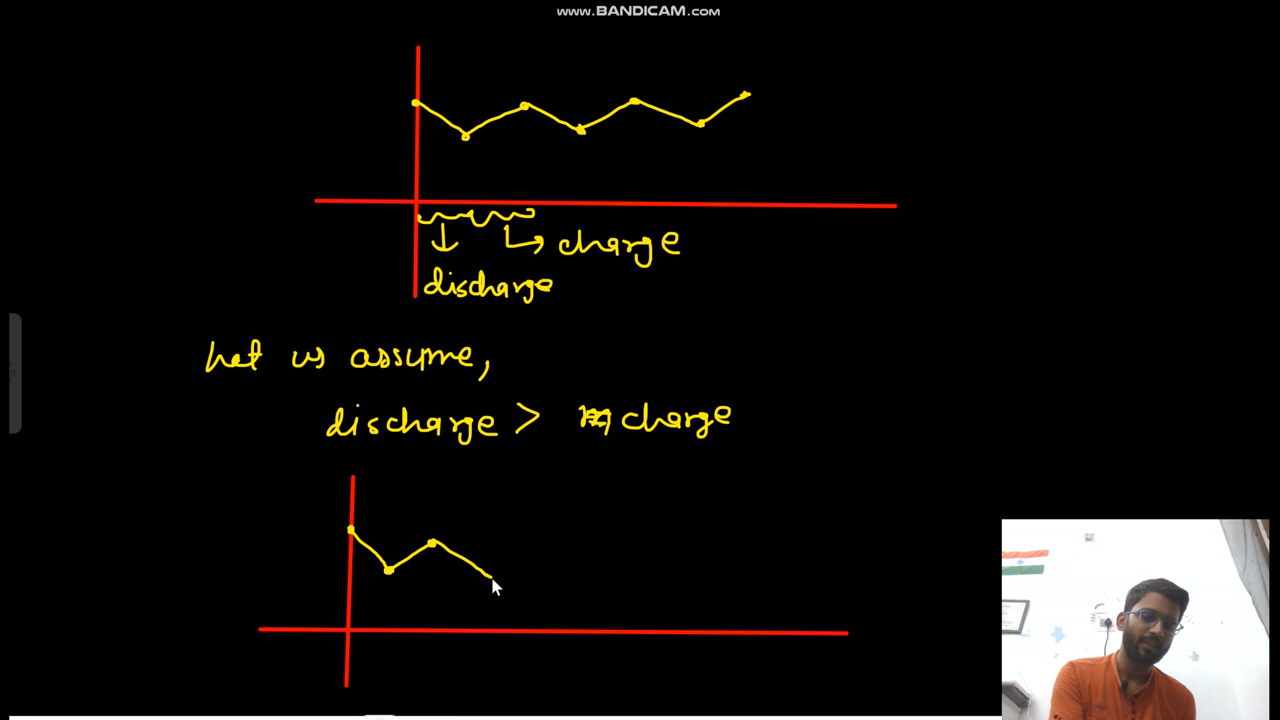 www.BANDICAM.com
charge
discharge
Let us assume,
discharge > charge